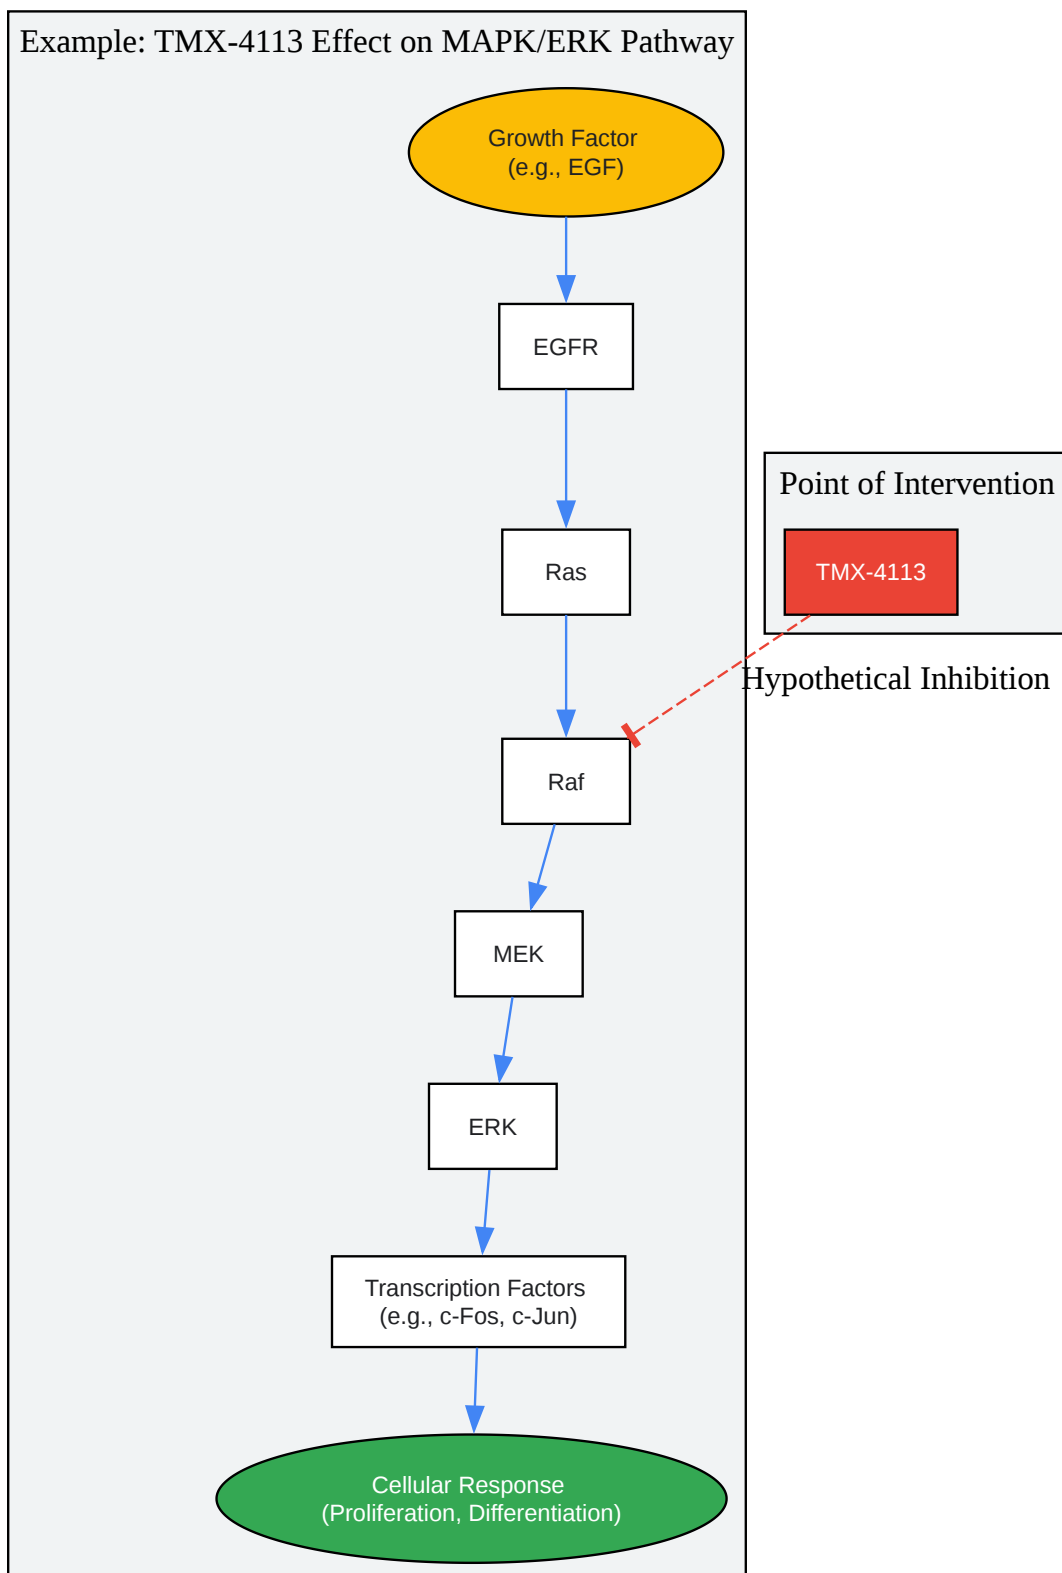 Example: TMX-4113 Effect on MAPK/ERK Pathway
Growth Factor
(e.g., EGF)
EGFR
Point of Intervention
Ras
TMX-4113
Hypothetical Inhibition
Raf
MEK
ERK
Transcription Factors
(e.g., c-Fos, c-Jun)
Cellular Response
(Proliferation, Differentiation)